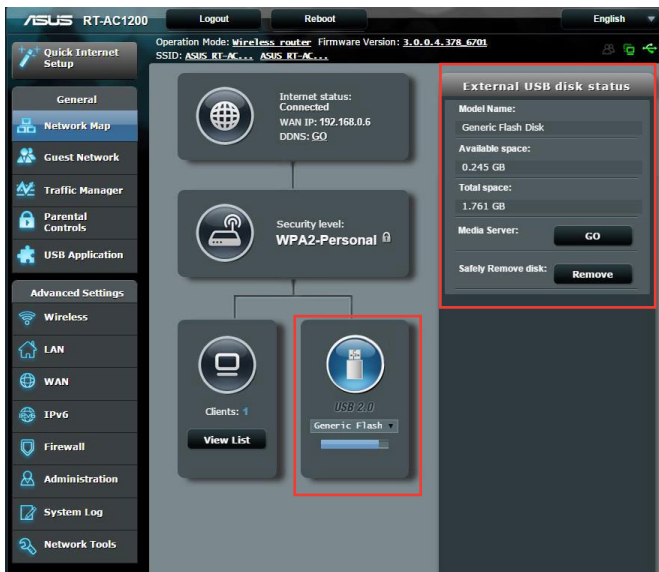 ASUS RT-AC1200 Logout Reboot English
Quick Internet
Setup
Operation Mode: Wireless router Firmware Version: 3.0.0.4.378_6701
SSID: ASUS RT-AC... ASUS RT-AC...
General
Network Map
Guest Network
Traffic Manager
Parental
Controls
USB Application
Advanced Settings
Wireless
LAN
WAN
IPv6
IPv6
Firewall
Administration
System Log
Network Tools
Internet status:
Connected
WAN IP: 192.168.0.6
DDNS: GO
Security level:
WPA2-Personal
Clients: 1
View List
USB 2.0
Generic Flash
External USB disk status
Model Name:
Generic Flash Disk
Available space:
0.245 GB
Total space:
1.761 GB
Media Server: GO
Safely Remove disk: Remove